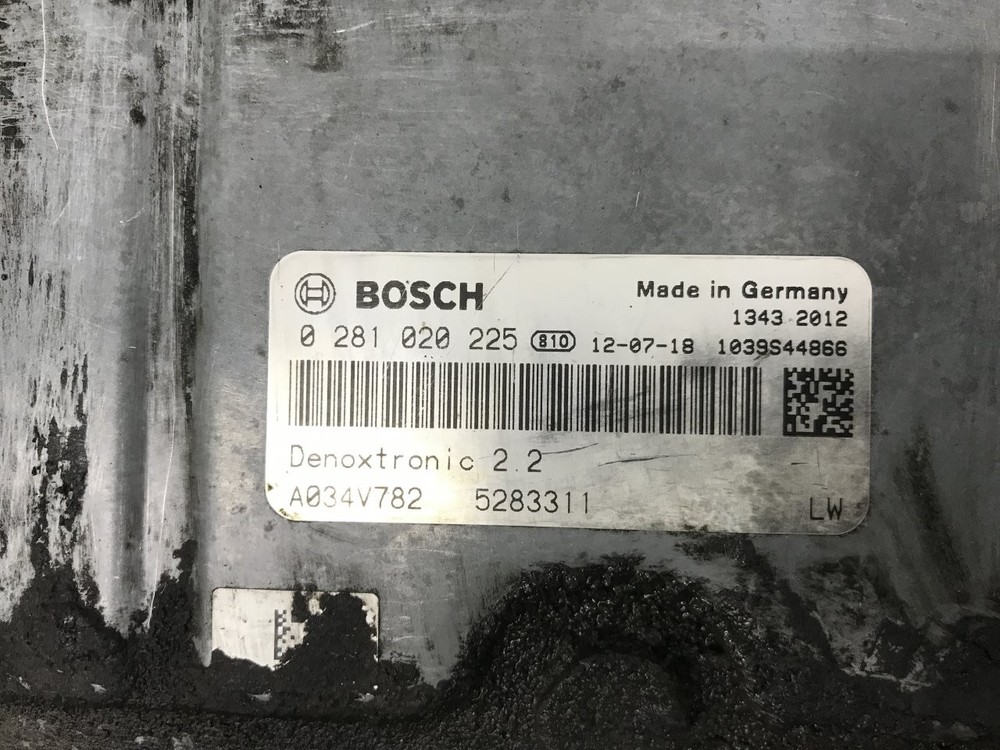 BOSCH
Made in Germany
1343 2012
0 281 020 225 810 12-07-18 1039S44866
Denoxtronic 2.2
A034V782 5283311 LW